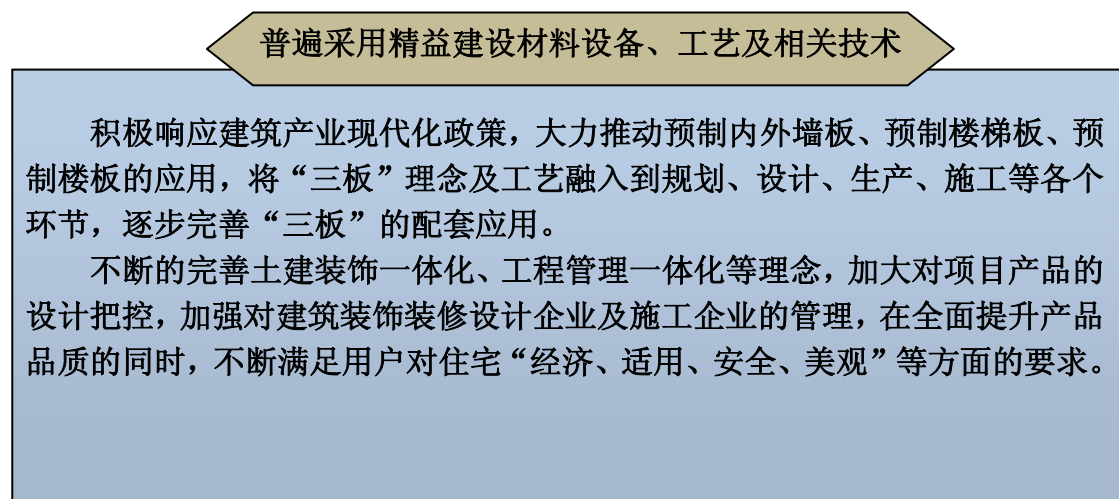 普遍采用精益建设材料设备、工艺及相关技术
积极响应建筑产业现代化政策，大力推动预制内外墙板、预制楼梯板、预
制楼板的应用，将“三板”理念及工艺融入到规划、设计、生产、施工等各个
环节，逐步完善“三板”的配套应用。
不断的完善土建装饰一体化、工程管理一体化等理念，加大对项目产品的
设计把控，加强对建筑装饰装修设计企业及施工企业的管理，在全面提升产品
品质的同时，不断满足用户对住宅“经济、适用、安全、美观”等方面的要求。